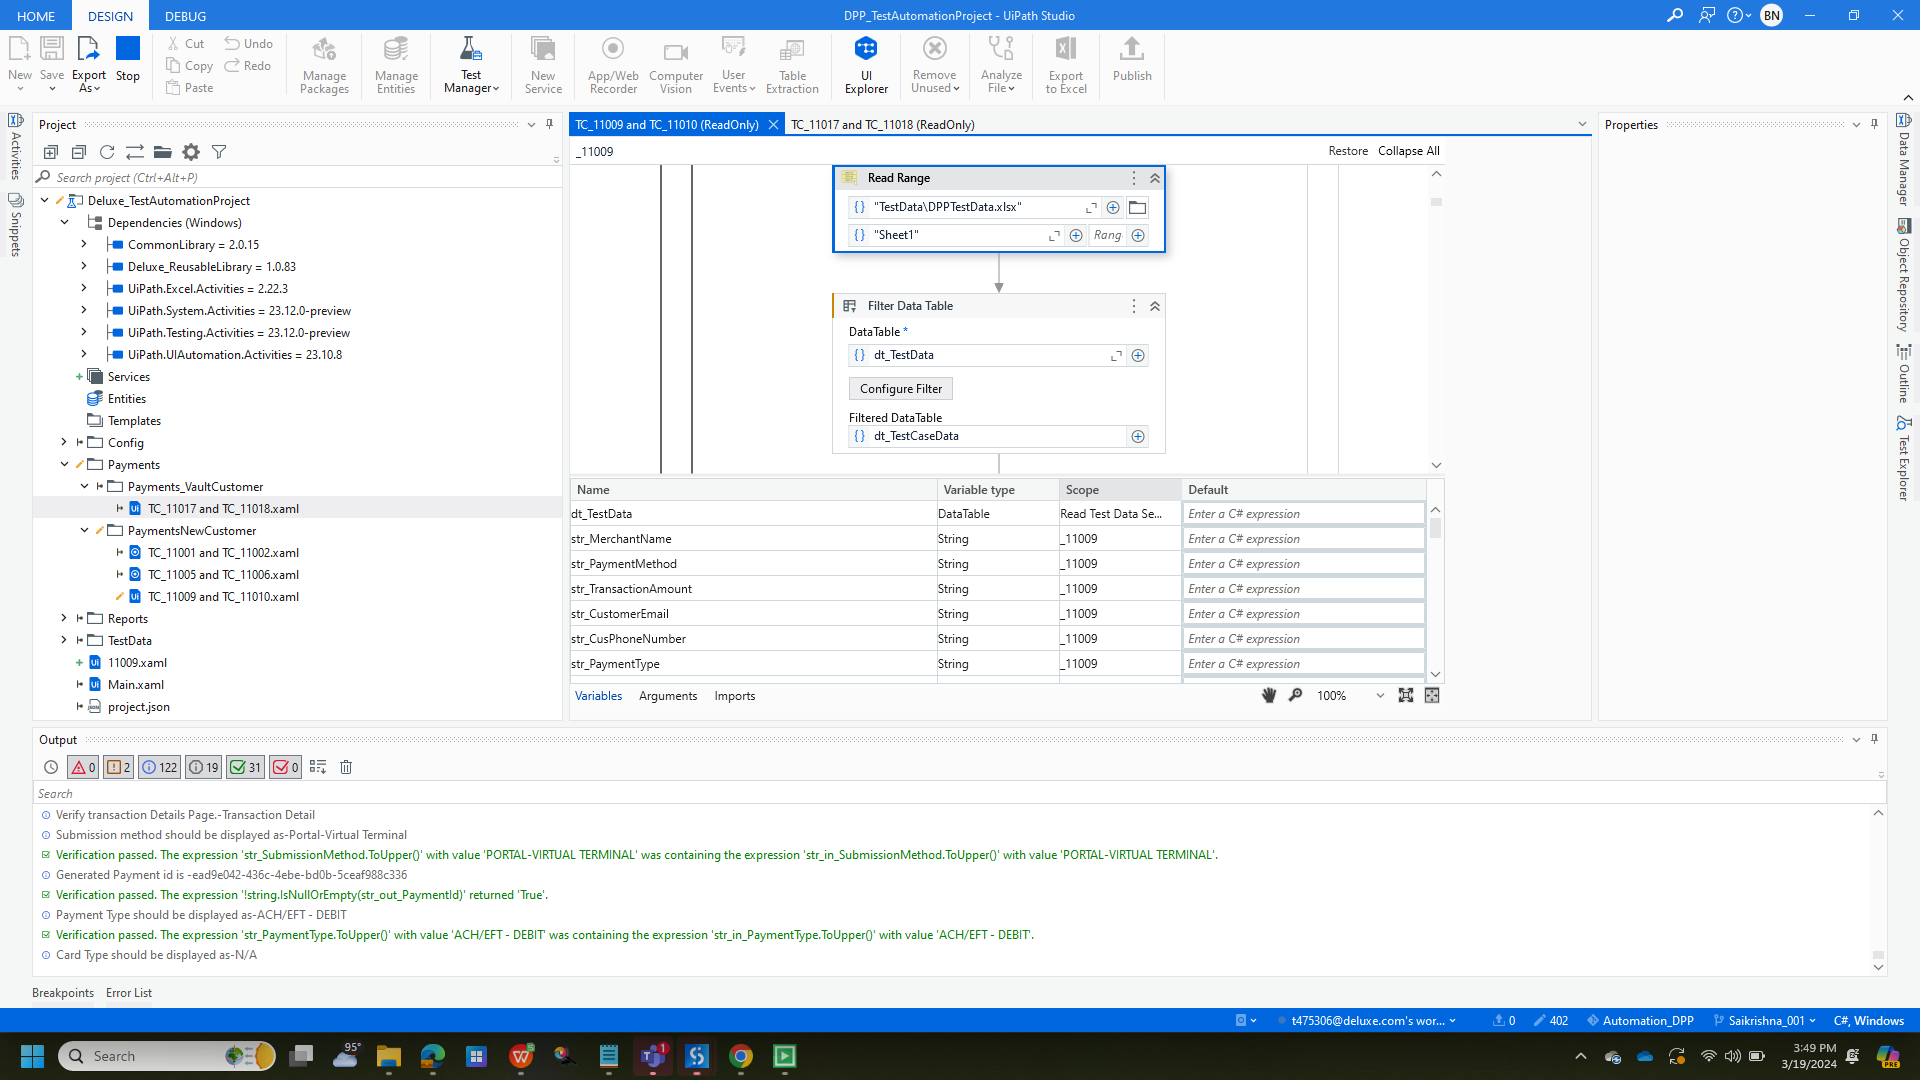 HOME
DESIGN
DEBUG
DPP_TestAutomationProject - UiPath Studio
BN
New
Save
Export As
Stop
Cut
Copy
Paste
Undo
Redo
Manage Packages
Manage Entities
Test Manager
New Service
App/Web Recorder
Computer Vision
User Events
Table Extraction
UI Explorer
Remove Unused
Analyze File
Export to Excel
Publish
Activities
Snippets
Project
Search project (Ctrl+Alt+P)
Deluxe_TestAutomationProject
Dependencies (Windows)
CommonLibrary = 2.0.15
Deluxe_ReusableLibrary = 1.0.83
UiPath.Excel.Activities = 2.22.3
UiPath.System.Activities = 23.12.0-preview
UiPath.Testing.Activities = 23.12.0-preview
UiPath.UIAutomation.Activities = 23.10.8
Services
Entities
Templates
Config
Payments
Payments_VaultCustomer
TC_11017 and TC_11018.xaml
PaymentsNewCustomer
TC_11001 and TC_11002.xaml
TC_11005 and TC_11006.xaml
TC_11009 and TC_11010.xaml
Reports
TestData
11009.xaml
Main.xaml
project.json
TC_11009 and TC_11010 (ReadOnly)
TC_11017 and TC_11018 (ReadOnly)
_11009
Restore
Collapse All
Read Range
"TestData\DPPTestData.xlsx"
"Sheet1"
Rang
Filter Data Table
DataTable *
dt_TestData
Configure Filter
Filtered DataTable
dt_TestCaseData
Name Variable type Scope Default
dt_TestData DataTable Read Test Data Se... Enter a C# expression
str_MerchantName String _11009 Enter a C# expression
str_PaymentMethod String _11009 Enter a C# expression
str_TransactionAmount String _11009 Enter a C# expression
str_CustomerEmail String _11009 Enter a C# expression
str_CusPhoneNumber String _11009 Enter a C# expression
str_PaymentType String _11009 Enter a C# expression
Variables
Arguments
Imports
100%
Properties
Data Manager
Object Repository
Outline
Test Explorer
Output
0
2
122
19
31
0
Search
Verify transaction Details Page.-Transaction Detail
Submission method should be displayed as-Portal-Virtual Terminal
Verification passed. The expression 'str_SubmissionMethod.ToUpper()' with value 'PORTAL-VIRTUAL TERMINAL' was containing the expression 'str_in_SubmissionMethod.ToUpper()' with value 'PORTAL-VIRTUAL TERMINAL'.
Generated Payment id is -ead9e042-436c-4ebe-bd0b-5ceaf988c336
Verification passed. The expression '!string.IsNullOrEmpty(str_out_PaymentId)' returned 'True'.
Payment Type should be displayed as-ACH/EFT - DEBIT
Verification passed. The expression 'str_PaymentType.ToUpper()' with value 'ACH/EFT - DEBIT' was containing the expression 'str_in_PaymentType.ToUpper()' with value 'ACH/EFT - DEBIT'.
Card Type should be displayed as-N/A
Breakpoints
Error List
t475306@deluxe.com's wor...
0
402
Automation_DPP
Saikrishna_001
C#, Windows
Search
95°
1
3:49 PM
3/19/2024
PRE